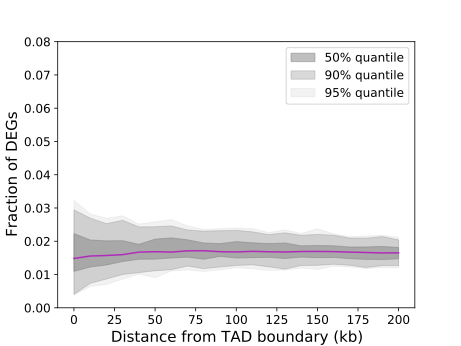 0.08
0.07
0.06
0.05
0.04
0.03
0.02
0.01
0.00
Fraction of DEGs
50% quantile
90% quantile
95% quantile
0 25 50 75 100 125 150 175 200
Distance from TAD boundary (kb)